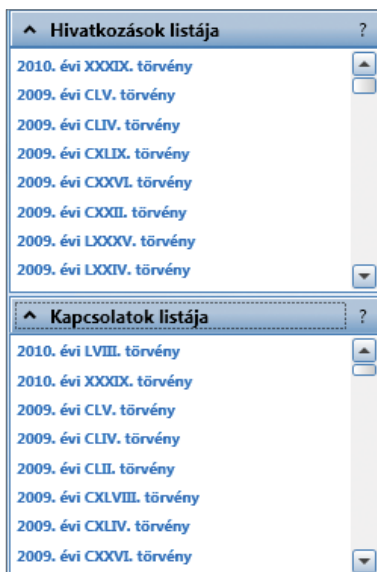 Hivatkozások listája ?
2010. évi XXXIX. törvény
2009. évi CLV. törvény
2009. évi CLIV. törvény
2009. évi CXLIX. törvény
2009. évi CXXVI. törvény
2009. évi CXXII. törvény
2009. évi LXXXV. törvény
2009. évi LXXIV. törvény
Kapcsolatok listája ?
2010. évi LVIII. törvény
2010. évi XXXIX. törvény
2009. évi CLV. törvény
2009. évi CLIV. törvény
2009. évi CLII. törvény
2009. évi CXLVIII. törvény
2009. évi CXLIV. törvény
2009. évi CXXVI. törvény